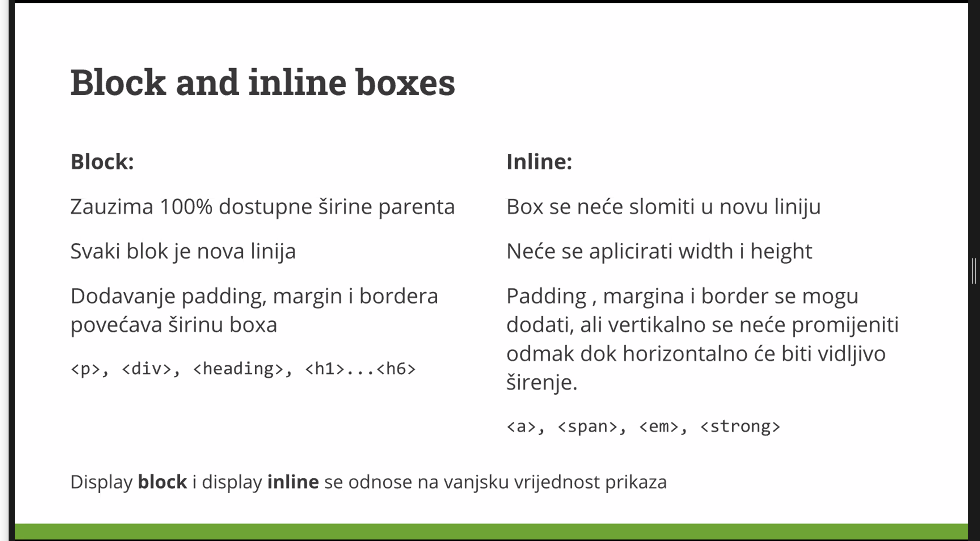 Block and inline boxes
Block:
Zauzima 100% dostupne širine parenta
Svaki blok je nova linija
Dodavanje padding, margin i bordera
povećava širinu boxa
<p>, <div>, <heading>, <h1>...<h6>
Inline:
Box se neće slomiti u novu liniju
Neće se aplicirati width i height
Padding , margina i border se mogu
dodati, ali vertikalno se neće promijeniti
odmak dok horizontalno će biti vidljivo
širenje.
<a>, <span>, <em>, <strong>
Display block i display inline se odnose na vanjsku vrijednost prikaza